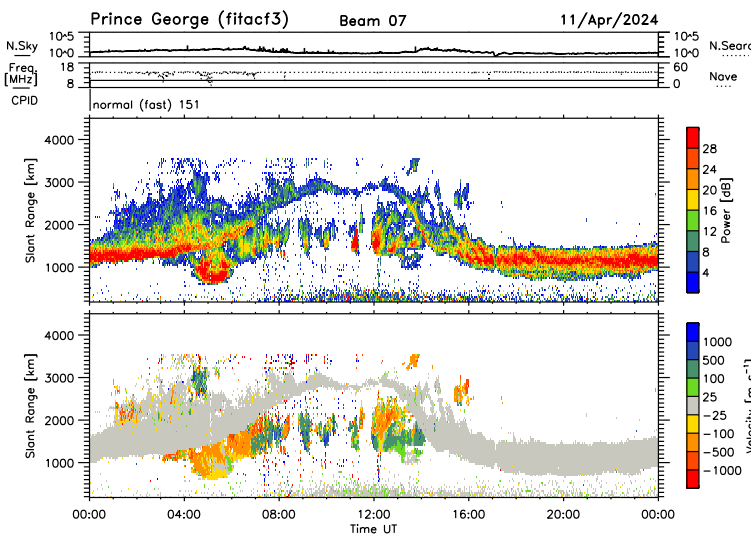 Prince George (fitacf3) Beam 07 11/Apr/2024
N.Sky 10^5 10^0 10^5 10^0 N.Sear
Freq [MHz] 18 8 60 0 Nave
CPID normal (fast) 151
Slant Range [km] 4000 3000 2000 1000
28 24 20 16 12 8 4 Power [dB]
Slant Range [km] 4000 3000 2000 1000
1000 500 100 25 -25 -100 -500 -1000 Velocity [m s^-1]
00:00 04:00 08:00 12:00 16:00 20:00 00:00
Time UT